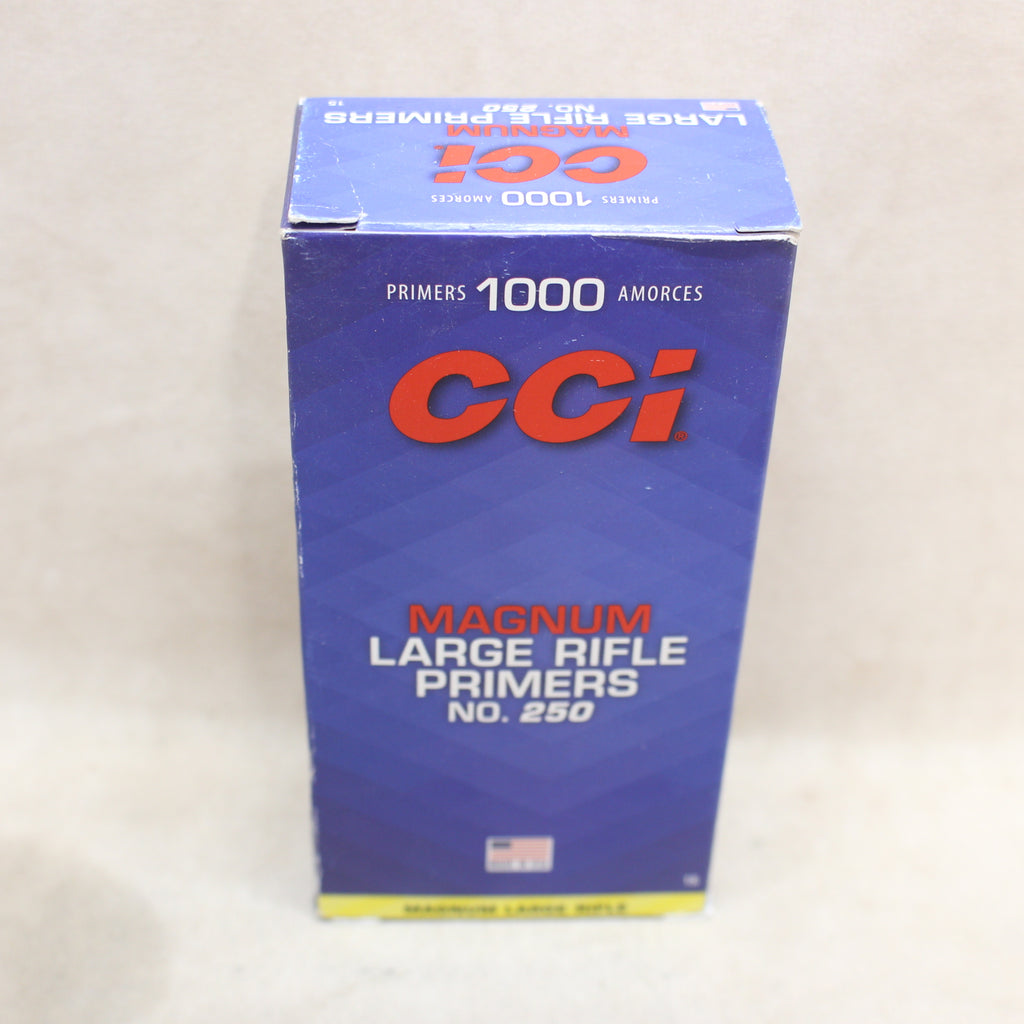 15
NO. 250
LARGE RIFLE PRIMERS
MAGNUM
CCi
PRIMERS 1000 AMORCES
PRIMERS 1000 AMORCES
CCi®
MAGNUM
LARGE RIFLE
PRIMERS
NO. 250
MAGNUM LARGE RIFLE